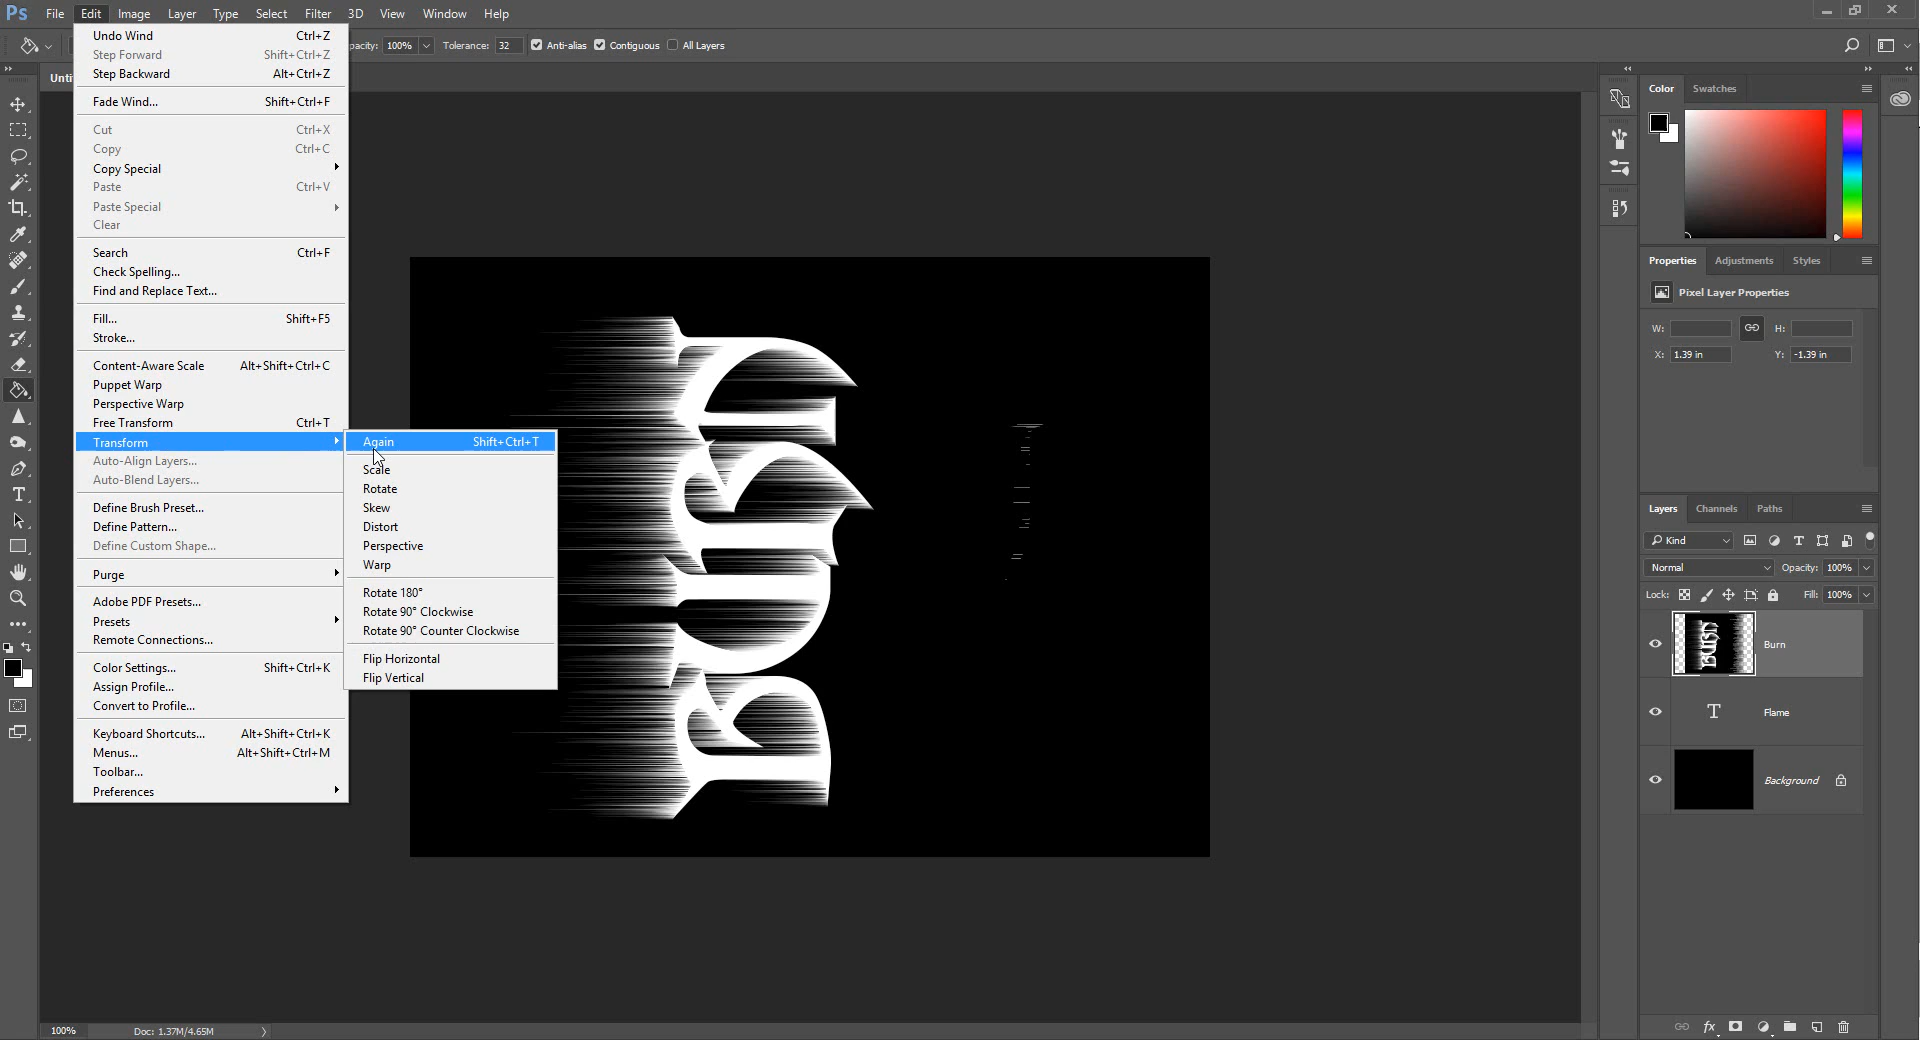 Ps File Edit Image Layer Type Select Filter 3D View Window Help
pacity: 100% Tolerance: 32 Anti-alias Contiguous All Layers
Undo Wind Ctrl+Z
Step Forward Shift+Ctrl+Z
Step Backward Alt+Ctrl+Z
Fade Wind... Shift+Ctrl+F
Cut Ctrl+X
Copy Ctrl+C
Copy Special
Paste Ctrl+V
Paste Special
Clear
Search Ctrl+F
Check Spelling...
Find and Replace Text...
Fill... Shift+F5
Stroke...
Content-Aware Scale Alt+Shift+Ctrl+C
Puppet Warp
Perspective Warp
Free Transform Ctrl+T
Transform
Auto-Align Layers...
Auto-Blend Layers...
Define Brush Preset...
Define Pattern...
Define Custom Shape...
Purge
Adobe PDF Presets...
Presets
Remote Connections...
Color Settings... Shift+Ctrl+K
Assign Profile...
Convert to Profile...
Keyboard Shortcuts... Alt+Shift+Ctrl+K
Menus... Alt+Shift+Ctrl+M
Toolbar...
Preferences
Again Shift+Ctrl+T
Scale
Rotate
Skew
Distort
Perspective
Warp
Rotate 180°
Rotate 90° Clockwise
Rotate 90° Counter Clockwise
Flip Horizontal
Flip Vertical
Burn
Color Swatches
Properties Adjustments Styles
Pixel Layer Properties
W: H:
X: 1.39 in Y: -1.39 in
Layers Channels Paths
Kind
Normal Opacity: 100%
Lock: Fill: 100%
Burn
Flame
Background
100% Doc: 1.37M/4.65M